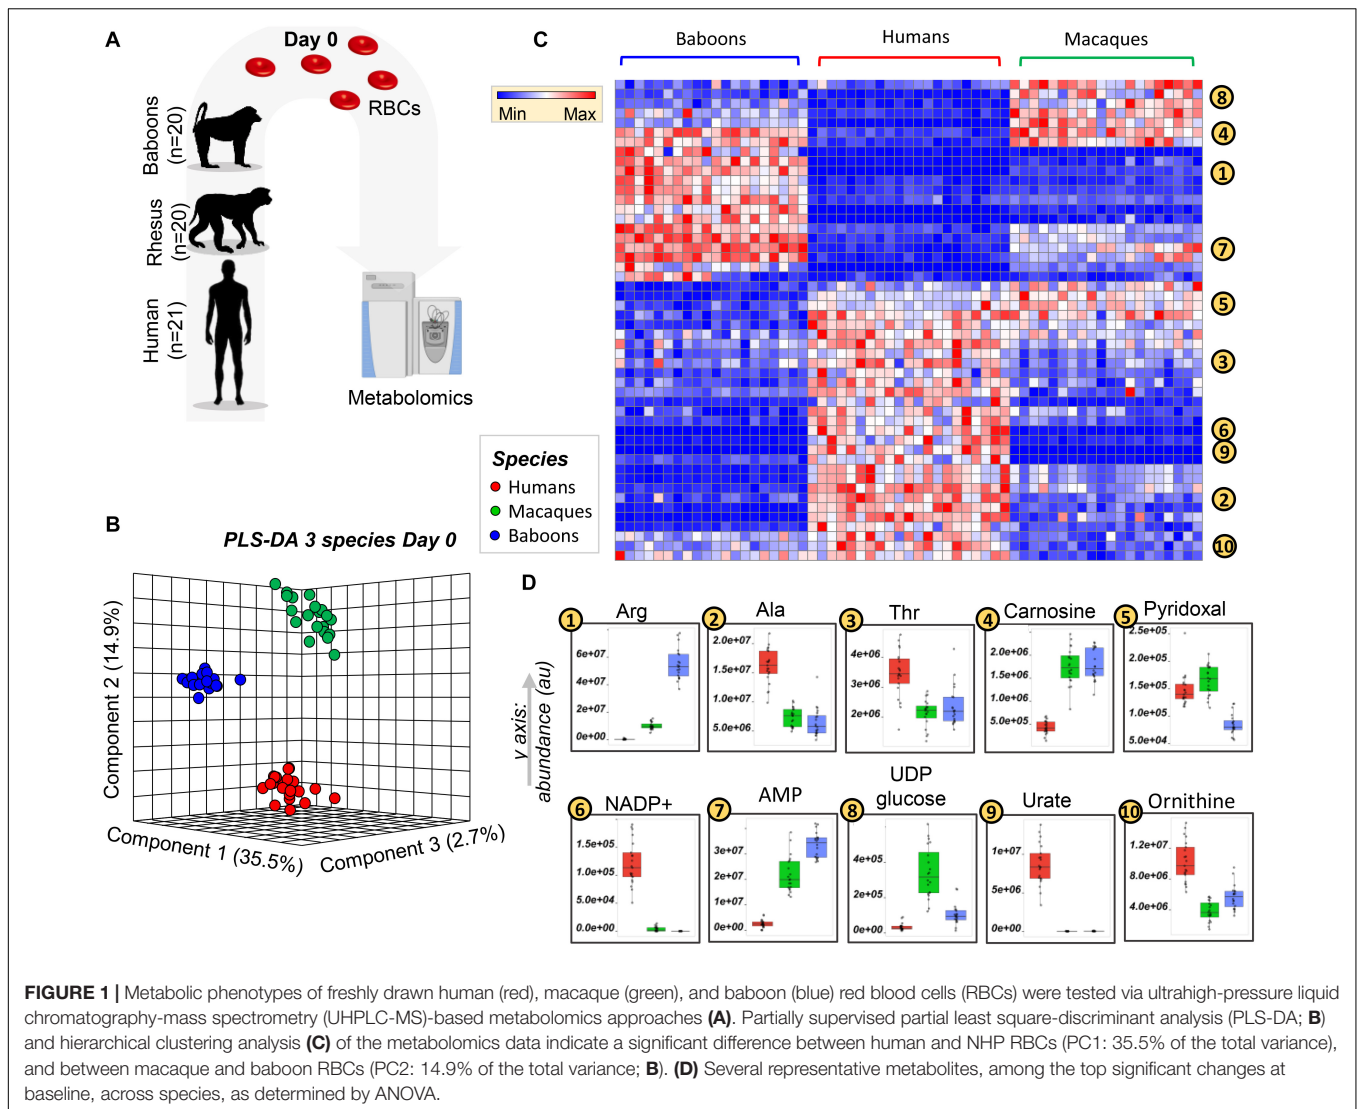 A
Day 0
RBCs
Baboons
(n=20)
Rhesus
(n=20)
Human
(n=21)
Metabolomics
C
Baboons
Humans
Macaques
Min
Max
8
4
1
7
5
3
6
9
2
10
Species
Humans
Macaques
Baboons
B
PLS-DA 3 species Day 0
Component 2 (14.9%)
Component 1 (35.5%)
Component 3 (2.7%)
D
y axis:
abundance (au)
1
Arg
6e+07
4e+07
2e+07
0e+00
2
Ala
2.0e+07
1.5e+07
1.0e+07
5.0e+06
3
Thr
4e+06
3e+06
2e+06
4
Carnosine
2.0e+06
1.5e+06
1.0e+06
5.0e+05
5
Pyridoxal
2.5e+05
2.0e+05
1.5e+05
1.0e+05
5.0e+04
6
NADP+
1.5e+05
1.0e+05
5.0e+04
0.0e+00
7
AMP
3e+07
2e+07
1e+07
0e+00
8
UDP
glucose
4e+05
2e+05
0e+00
9
Urate
1e+07
5e+06
0e+00
10
Ornithine
1.2e+07
8.0e+06
4.0e+06
FIGURE 1 | Metabolic phenotypes of freshly drawn human (red), macaque (green), and baboon (blue) red blood cells (RBCs) were tested via ultrahigh-pressure liquid
chromatography-mass spectrometry (UHPLC-MS)-based metabolomics approaches (A). Partially supervised partial least square-discriminant analysis (PLS-DA; B)
and hierarchical clustering analysis (C) of the metabolomics data indicate a significant difference between human and NHP RBCs (PC1: 35.5% of the total variance),
and between macaque and baboon RBCs (PC2: 14.9% of the total variance; B). (D) Several representative metabolites, among the top significant changes at
baseline, across species, as determined by ANOVA.